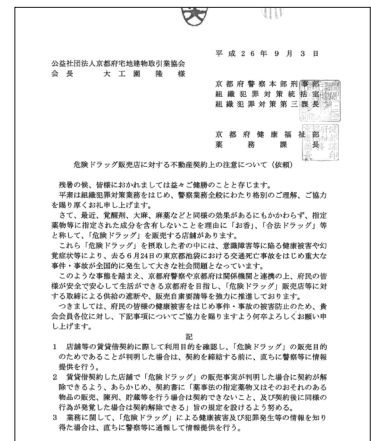 平成26年9月3日
公益社団法人京都府宅地建物取引業協会
会長 大工園 隆 様
京都府警察本部刑事部
組織犯罪対策統括室
組織犯罪対策第三課長
京都府健康福祉部
薬務課長
危険ドラッグ販売店に対する不動産契約上の注意について(依頼)
残暑の候、皆様におかれましては益々ご健勝のことと存じます。
平素は組織犯罪対策業務をはじめ、警察業務各般にわたり格別のご理解、ご協力
を賜り厚くお礼申し上げます。
さて、最近、覚醒剤、大麻、麻薬などと同様の効果があるにもかかわらず、指定
薬物等に指定された成分を含有しないことを理由に「お香」、「合法ドラッグ」等
と称して、「危険ドラッグ」を販売する店舗があります。
これら「危険ドラッグ」を摂取した者の中には、意識障害等に陥る健康被害や幻
覚症状等により、去る6月24日の東京都池袋における交通死亡事故をはじめ重大な
事件・事故が全国的に発生して大きな社会問題となっています。
このような事態を踏まえ、京都府警察や京都府は関係機関と連携の上、府民の皆
様が安全で安心して生活ができる京都府を目指し、「危険ドラッグ」販売店等に対
する取締による供給の遮断や、販売自粛要請等を強力に推進しております。
つきましては、府民の皆様の健康被害をはじめ事件・事故の被害防止のため、貴
会会員各位に対し、下記事項についてご協力を賜りますよう何卒よろしくお願い申
し上げます。
記
1 店舗等の賃貸借契約に際して利用目的を確認し、「危険ドラッグ」の販売目的
のためであることが判明した場合は、契約を締結する前に、直ちに警察等に情報
提供を行う。
2 賃貸借契約した店舗で「危険ドラッグ」の販売事実が判明した場合に契約が解
除できるよう、あらかじめ、契約書に「薬事法の指定薬物又はそのおそれのある
物品の販売、陳列、貯蔵等を行う場合は契約できないこと、及び契約後に同様の
行為が発覚した場合は契約解除できる」旨の規定を設けるよう努める。
3 業務に関して、「危険ドラッグ」による健康被害及び犯罪発生等の情報を知り
得た場合は、直ちに警察等に通報して情報提供を行う。